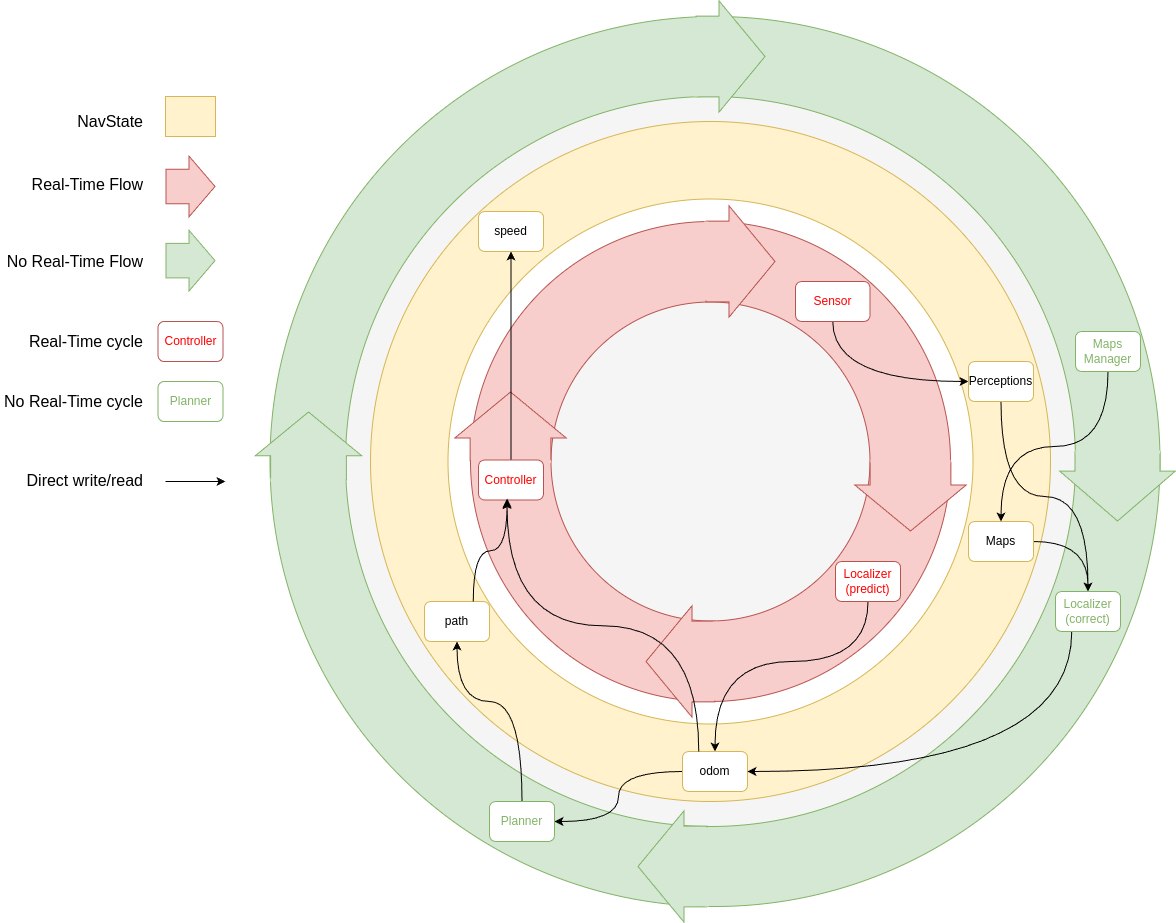 NavState
Real-Time Flow
No Real-Time Flow
Real-Time cycle
Controller
No Real-Time cycle
Planner
Direct write/read
speed
Sensor
Perceptions
Maps
Manager
Controller
Maps
Localizer
(predict)
Localizer
(correct)
path
odom
Planner